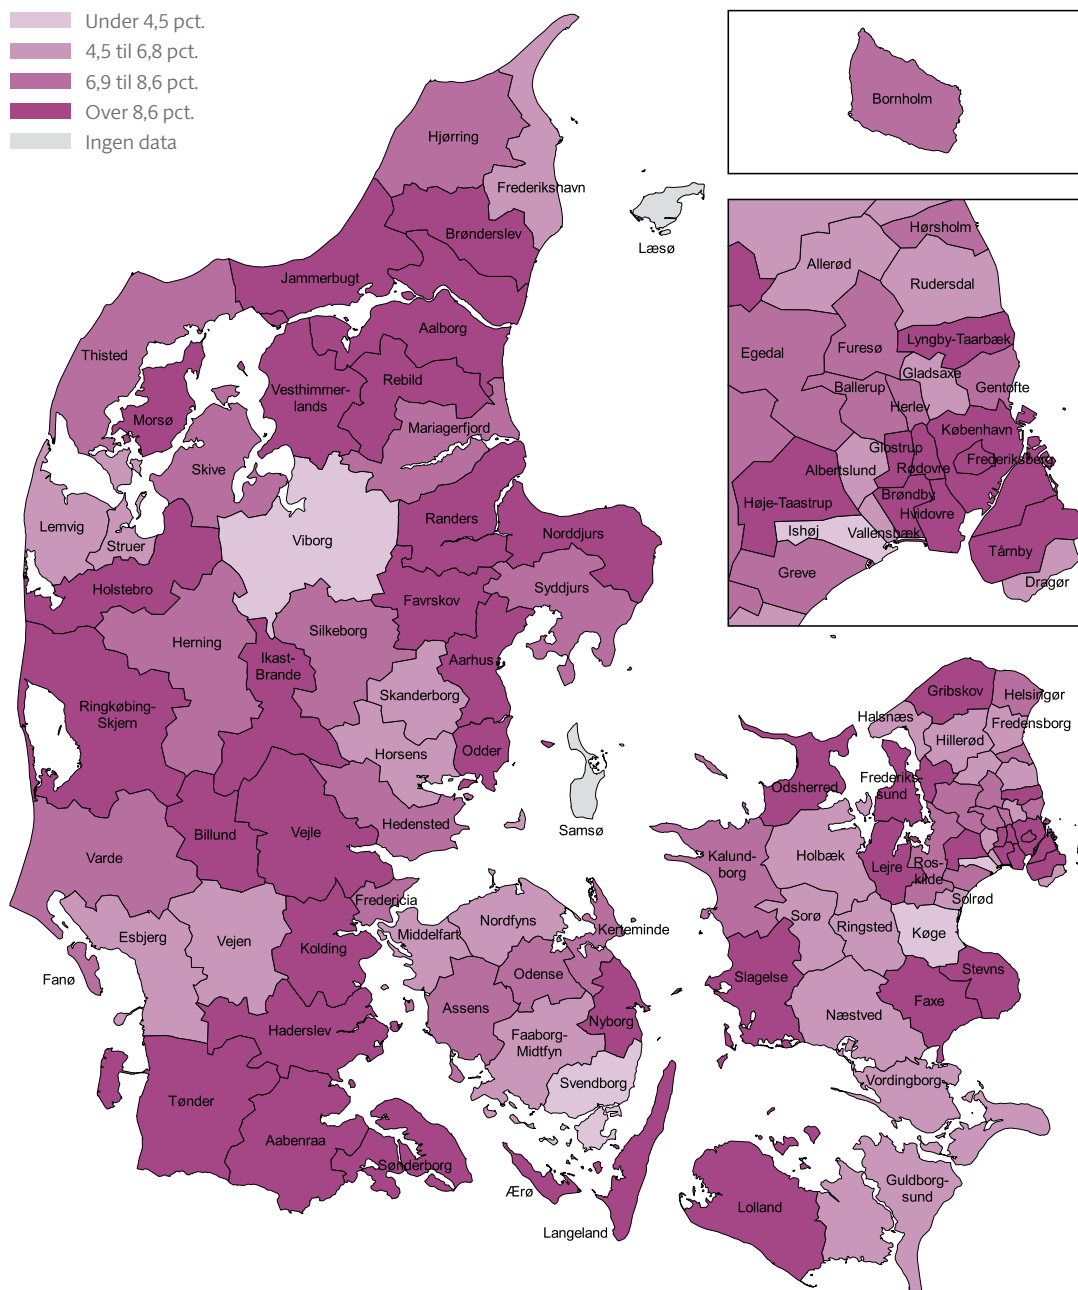 Under 4,5 pct.
4,5 til 6,8 pct.
6,9 til 8,6 pct.
Over 8,6 pct.
Ingen data
Bornholm
Hjørring
Frederikshavn
Læsø
Brønderslev
Jammerbugt
Aalborg
Thisted
Rebild
Vesthimmer-
lands
Morsø
Mariagerfjord
Skive
Lemvig
Struer
Viborg
Randers
Norddjurs
Holstebro
Favrskov
Syddjurs
Herning
Silkeborg
Ikast-
Brande
Aarhus
Skanderborg
Ringkøbing-
Skjern
Horsens
Odder
Samsø
Hedensted
Billund
Vejle
Varde
Fredericia
Esbjerg
Vejen
Kolding
Fanø
Haderslev
Tønder
Aabenraa
Sønderborg
Nordfyns
Middelfart
Kerteminde
Odense
Assens
Nyborg
Faaborg-
Midtfyn
Svendborg
Ærø
Langeland
Hørsholm
Allerød
Rudersdal
Lyngby-Taarbæk
Egedal
Furesø
Gladsaxe
Ballerup
Gentofte
Herlev
København
Glostrup
Frederiksberg
Albertslund
Rødovre
Brøndby
Høje-Taastrup
Hvidovre
Ishøj
Vallensbæk
Tårnby
Greve
Dragør
Gribskov
Helsingør
Halsnæs
Fredensborg
Hillerød
Frederiks-
sund
Odsherred
Holbæk
Kalund-
borg
Lejre
Ros-
kilde
Solrød
Sorø
Ringsted
Køge
Slagelse
Stevns
Faxe
Næstved
Vordingborg
Guldborg-
sund
Lolland